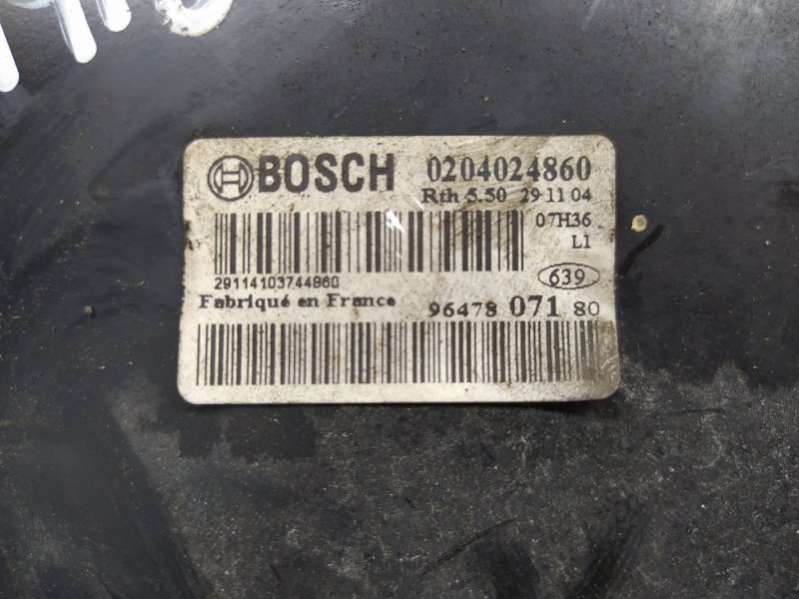 BOSCH 0204024860
Rth 5.50 29 11 04
07H36
L1
29114103744860
639
Fabriqué en France 96478 071 80